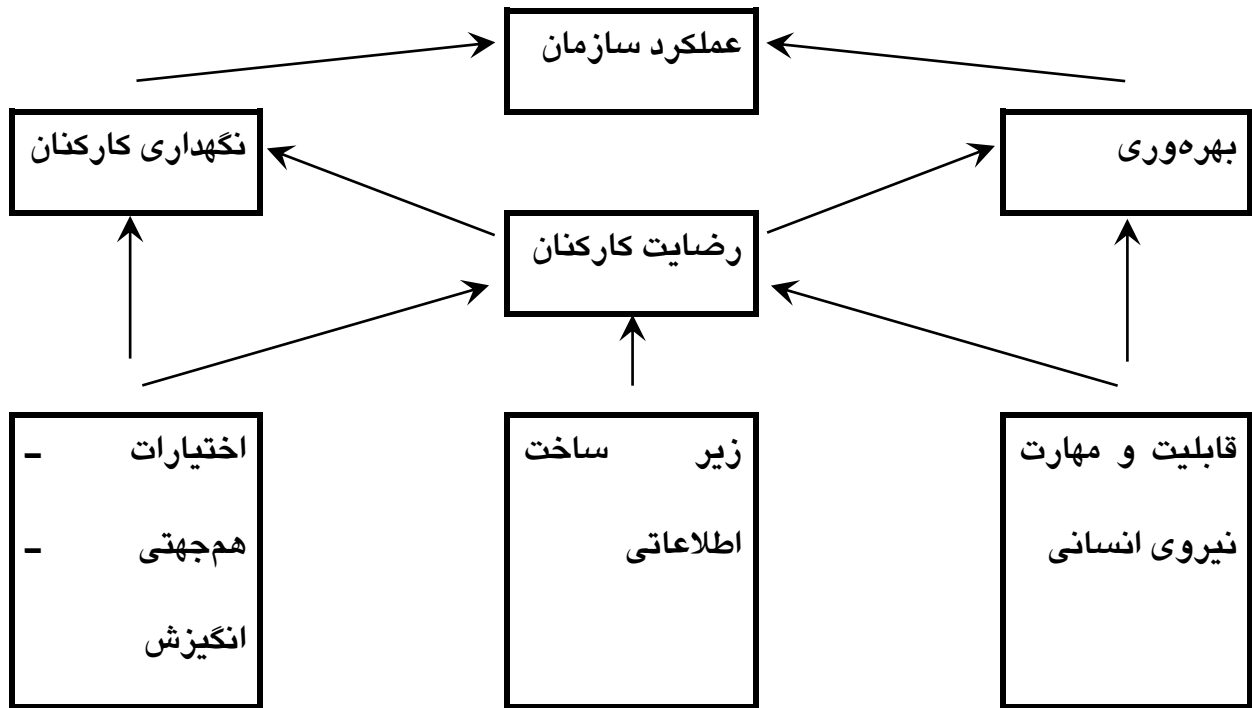 عملکرد سازمان
بهره‌وری
نگهداری کارکنان
رضایت کارکنان
قابلیت و مهارت
نیروی انسانی
زیر ساخت
اطلاعاتی
اختیارات -
هم‌جهتی -
انگیزش